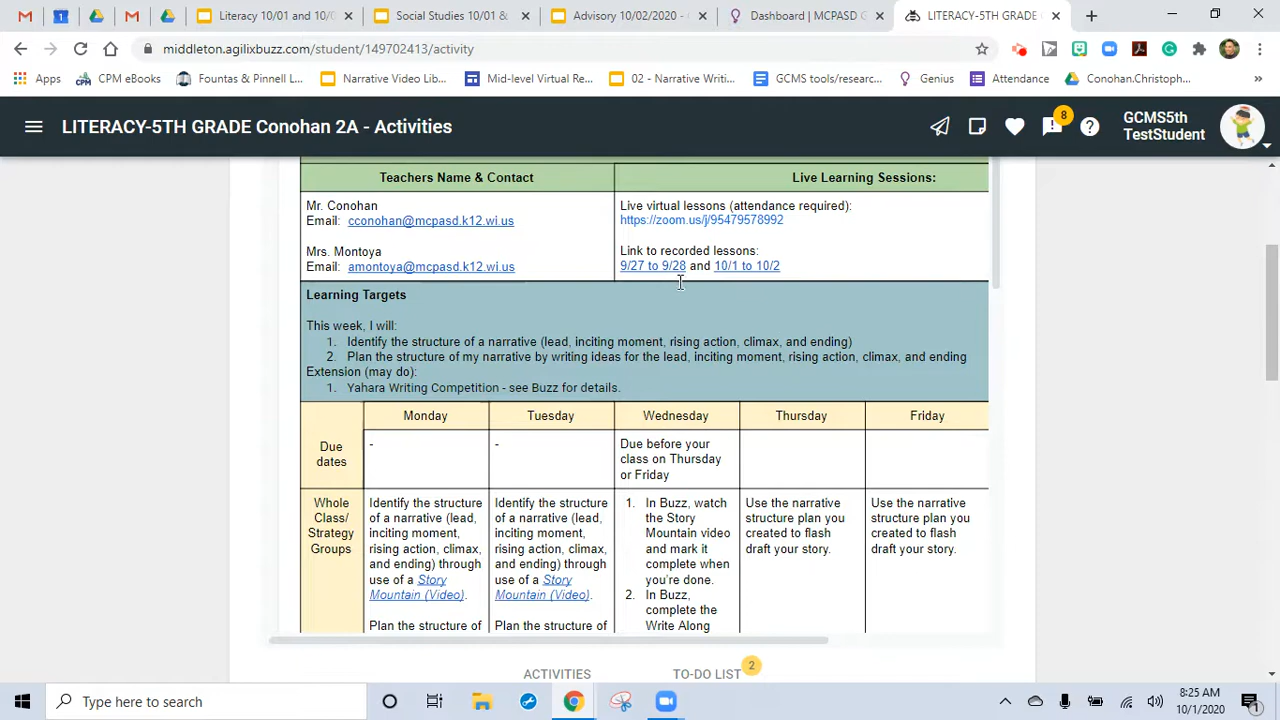 Literacy 10/01 and 10/0
Social Studies 10/01 &
Advisory 10/02/2020 -
Dashboard | MCPASD
LITERACY-5TH GRADE
middleton.agilixbuzz.com/student/149702413/activity
Apps
CPM eBooks
Fountas & Pinnell L...
Narrative Video Lib...
Mid-level Virtual Re...
02 - Narrative Writi...
GCMS tools/researc...
Genius
Attendance
Conohan.Christoph...
LITERACY-5TH GRADE Conohan 2A - Activities
8
GCMS5th
TestStudent
Teachers Name & Contact
Live Learning Sessions:
Mr. Conohan
Email: cconohan@mcpasd.k12.wi.us
Mrs. Montoya
Email: amontoya@mcpasd.k12.wi.us
Live virtual lessons (attendance required):
https://zoom.us/j/95479578992
Link to recorded lessons:
9/27 to 9/28 and 10/1 to 10/2
Learning Targets
This week, I will:
1. Identify the structure of a narrative (lead, inciting moment, rising action, climax, and ending)
2. Plan the structure of my narrative by writing ideas for the lead, inciting moment, rising action, climax, and ending
Extension (may do):
1. Yahara Writing Competition - see Buzz for details.
Monday
Tuesday
Wednesday
Thursday
Friday
Due
dates
-
-
Due before your
class on Thursday
or Friday
Whole
Class/
Strategy
Groups
Identify the structure
of a narrative (lead,
inciting moment,
rising action, climax,
and ending) through
use of a Story
Mountain (Video).
Plan the structure of
Identify the structure
of a narrative (lead,
inciting moment,
rising action, climax,
and ending) through
use of a Story
Mountain (Video).
Plan the structure of
1. In Buzz, watch
the Story
Mountain video
and mark it
complete when
you're done.
2. In Buzz,
complete the
Write Along
Use the narrative
structure plan you
created to flash
draft your story.
Use the narrative
structure plan you
created to flash
draft your story.
ACTIVITIES
TO-DO LIST
2
Type here to search
8:25 AM
10/1/2020